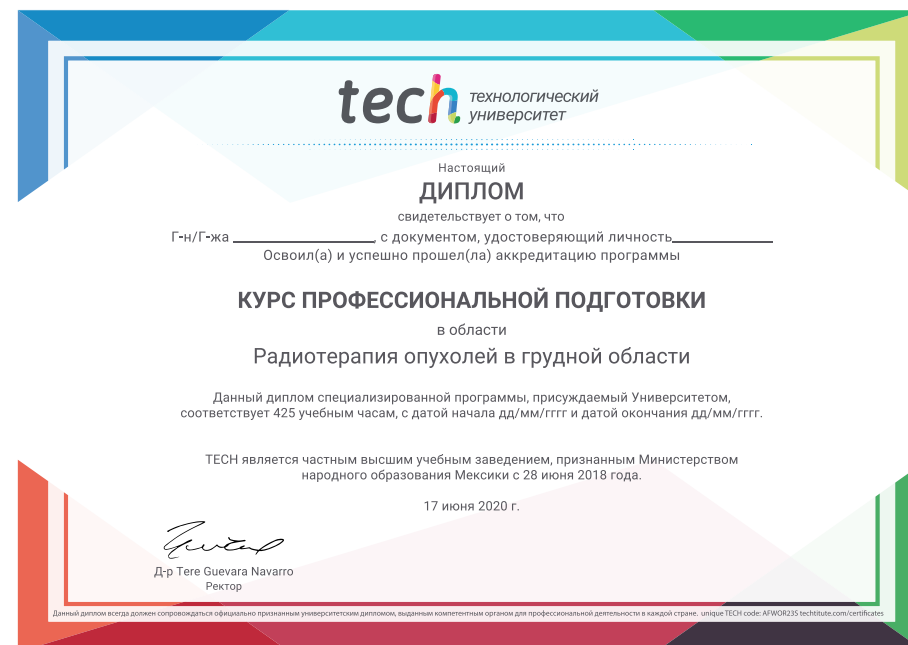 tech технологический
университет
Настоящий
ДИПЛОМ
свидетельствует о том, что
Г-н/Г-жа ____________, с документом, удостоверяющий личность____________
Освоил(а) и успешно прошел(ла) аккредитацию программы
КУРС ПРОФЕССИОНАЛЬНОЙ ПОДГОТОВКИ
в области
Радиотерапия опухолей в грудной области
Данный диплом специализированной программы, присуждаемый Университетом,
соответствует 425 учебным часам, с датой начала дд/мм/гггг и датой окончания дд/мм/гггг.
TECH является частным высшим учебным заведением, признанным Министерством
народного образования Мексики с 28 июня 2018 года.
17 июня 2020 г.
Д-р Tere Guevara Navarro
Ректор
Данный диплом всегда должен сопровождаться официально признанным университетским дипломом, выданным компетентным органом для профессиональной деятельности в каждой стране. unique TECH code: AFWOR23S techtitute.com/certificates